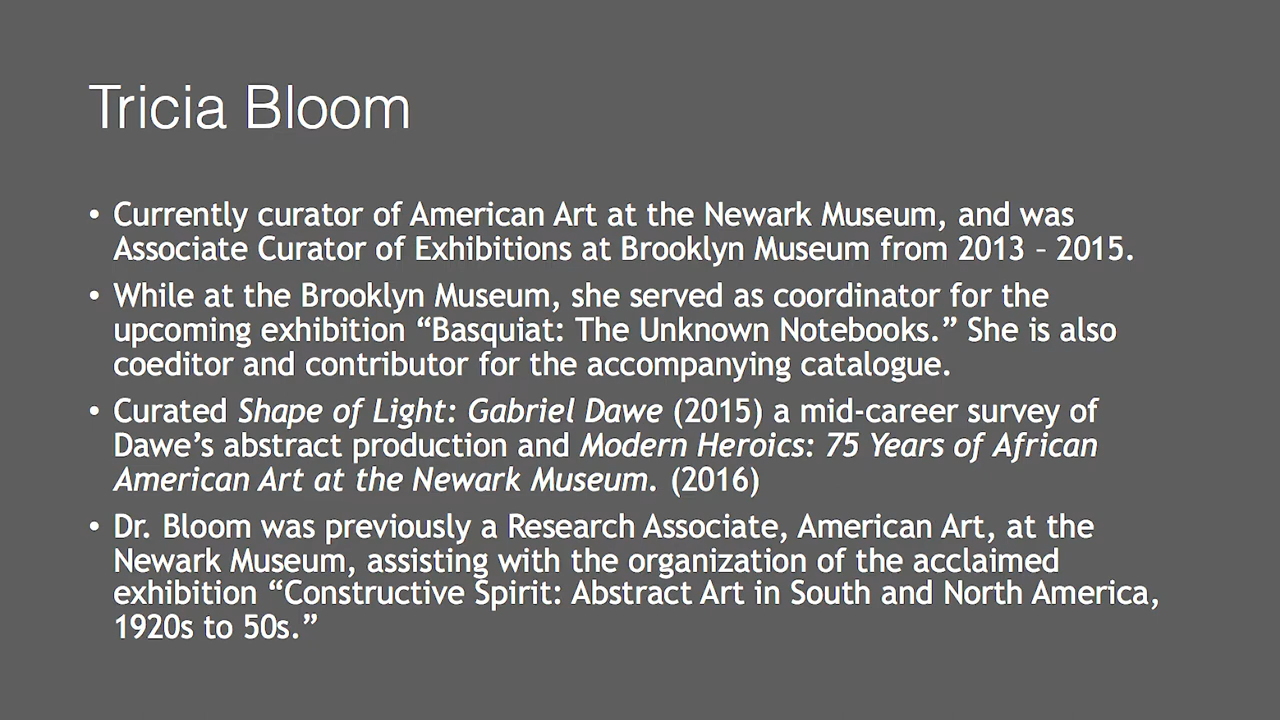 Tricia Bloom
• Currently curator of American Art at the Newark Museum, and was
Associate Curator of Exhibitions at Brooklyn Museum from 2013 – 2015.
• While at the Brooklyn Museum, she served as coordinator for the
upcoming exhibition “Basquiat: The Unknown Notebooks.” She is also
coeditor and contributor for the accompanying catalogue.
• Curated Shape of Light: Gabriel Dawe (2015) a mid-career survey of
Dawe’s abstract production and Modern Heroics: 75 Years of African
American Art at the Newark Museum. (2016)
• Dr. Bloom was previously a Research Associate, American Art, at the
Newark Museum, assisting with the organization of the acclaimed
exhibition “Constructive Spirit: Abstract Art in South and North America,
1920s to 50s.”